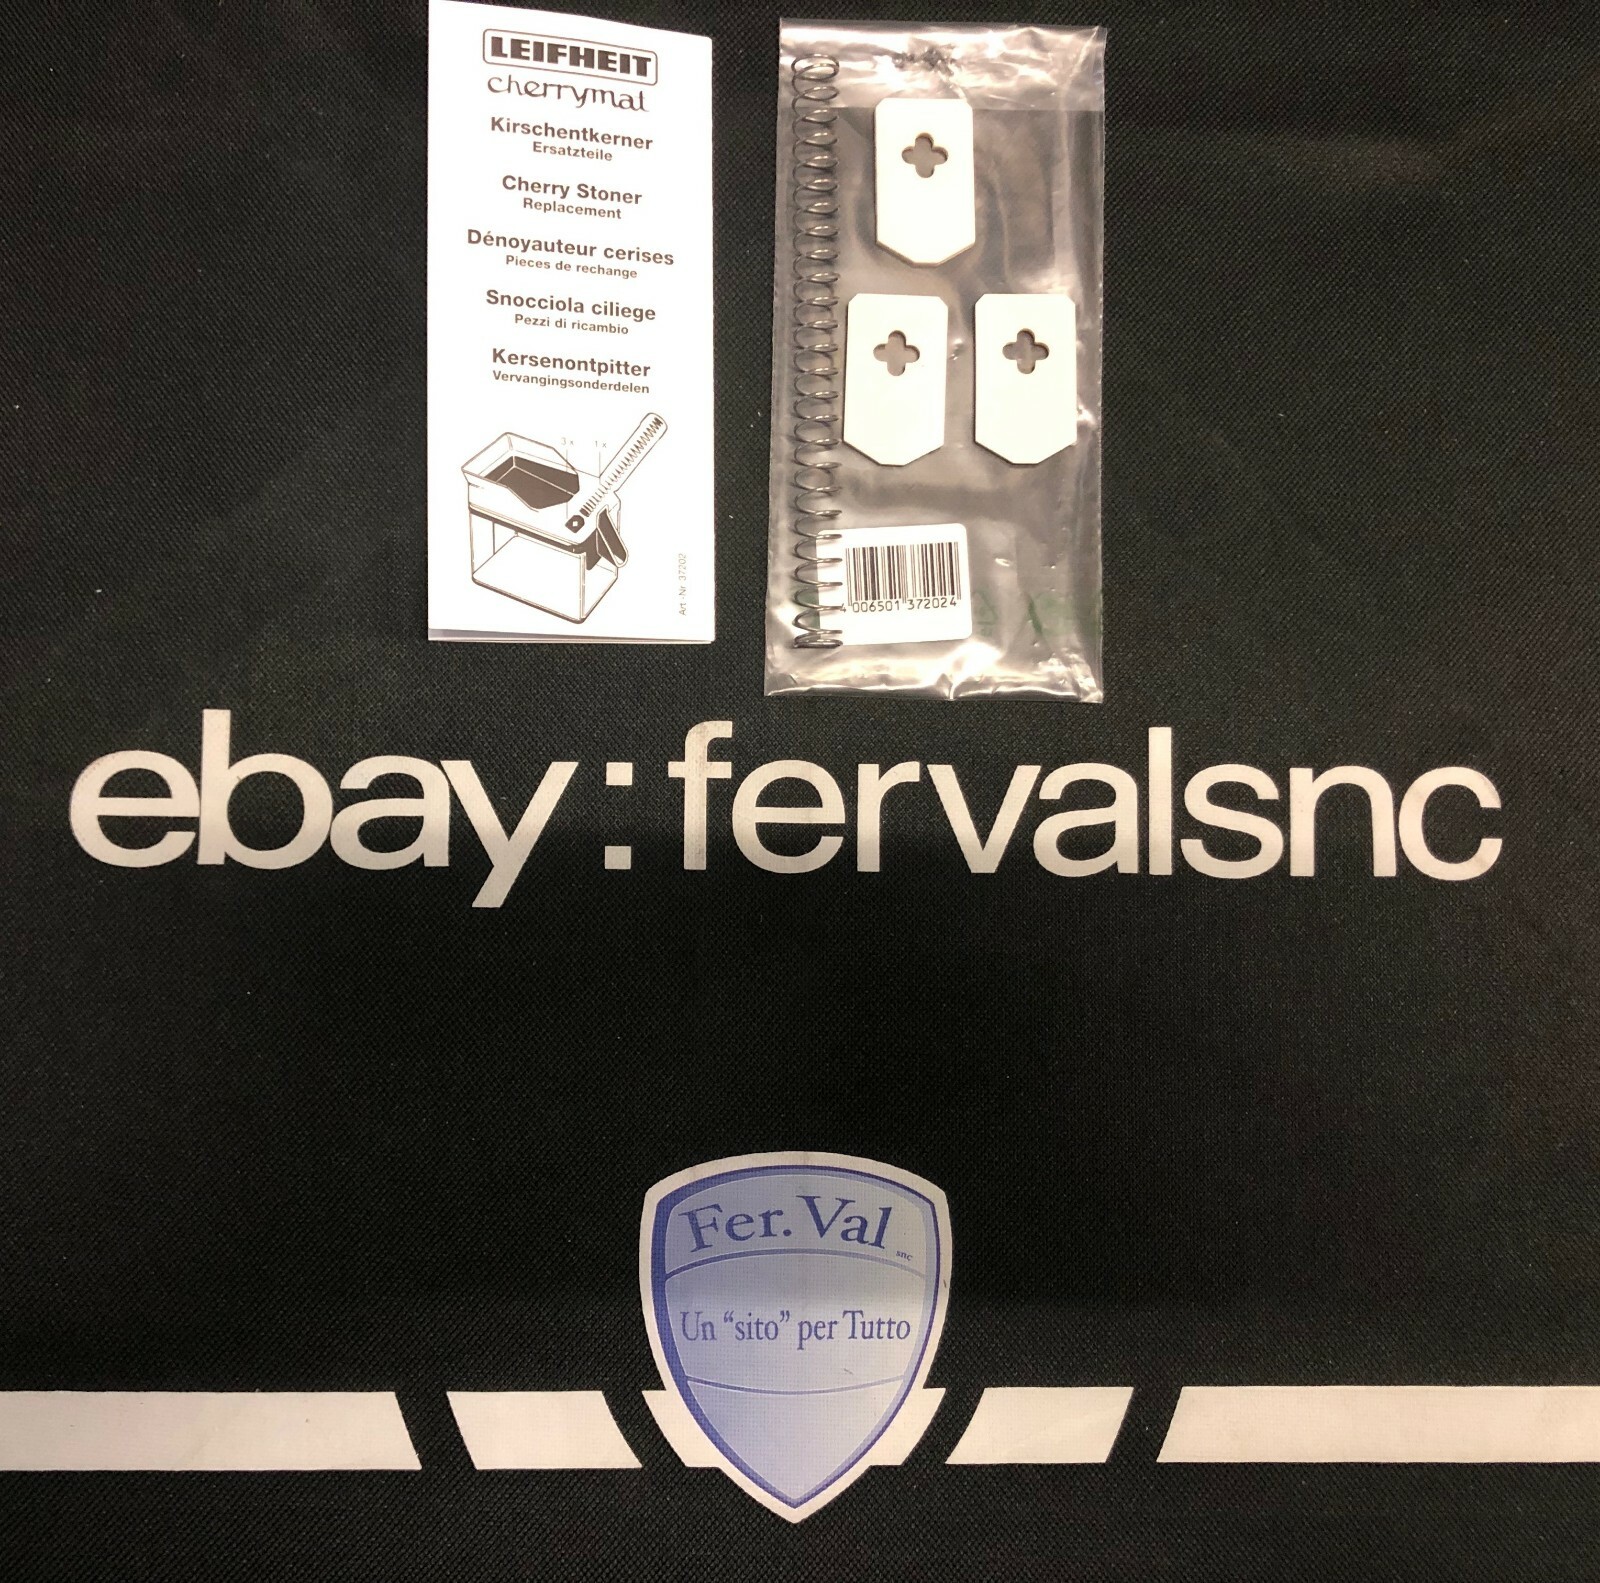 LEIFHEIT
cherrymat
Kirschentkerner
Ersatzteile
Cherry Stoner
Replacement
Dénoyauteur cerises
Pieces de rechange
Snocciola ciliege
Pezzi di ricambio
Kersenontpitter
Vervangingsonderdelen
3 x 1 x
Art.-Nr. 37202
4 006501 372024
ebay:fervalsnc
Fer.Val snc
Un "sito" per Tutto